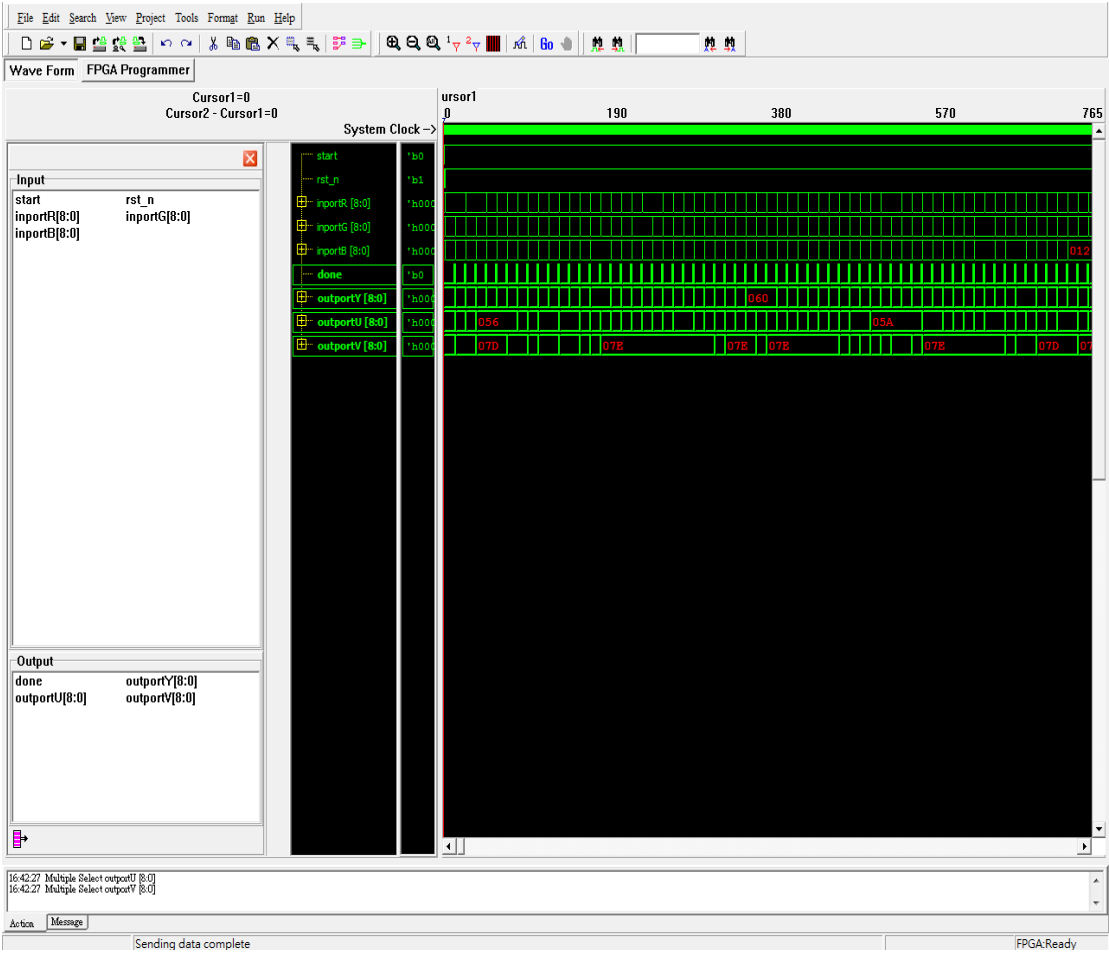 File Edit Search View Project Tools Format Run Help
1 2 Go
Wave Form FPGA Programmer
Cursor1=0
Cursor2 - Cursor1=0
System Clock ->
ursor1
0 190 380 570 765
Input
start rst_n
inportR[8:0] inportG[8:0]
inportB[8:0]
start 'b0
rst_n 'b1
inportR [8:0] 'h000
inportG [8:0] 'h000
inportB [8:0] 'h000 012
done 'b0
outportY [8:0] 'h000 060
outportU [8:0] 'h000 056 05A
outportV [8:0] 'h000 07D 07E 07E 07E 07E 07D 07
Output
done outportY[8:0]
outportU[8:0] outportV[8:0]
16:42:27 Multiple Select outportU [8:0]
16:42:27 Multiple Select outportV [8:0]
Action Message
Sending data complete FPGA:Ready